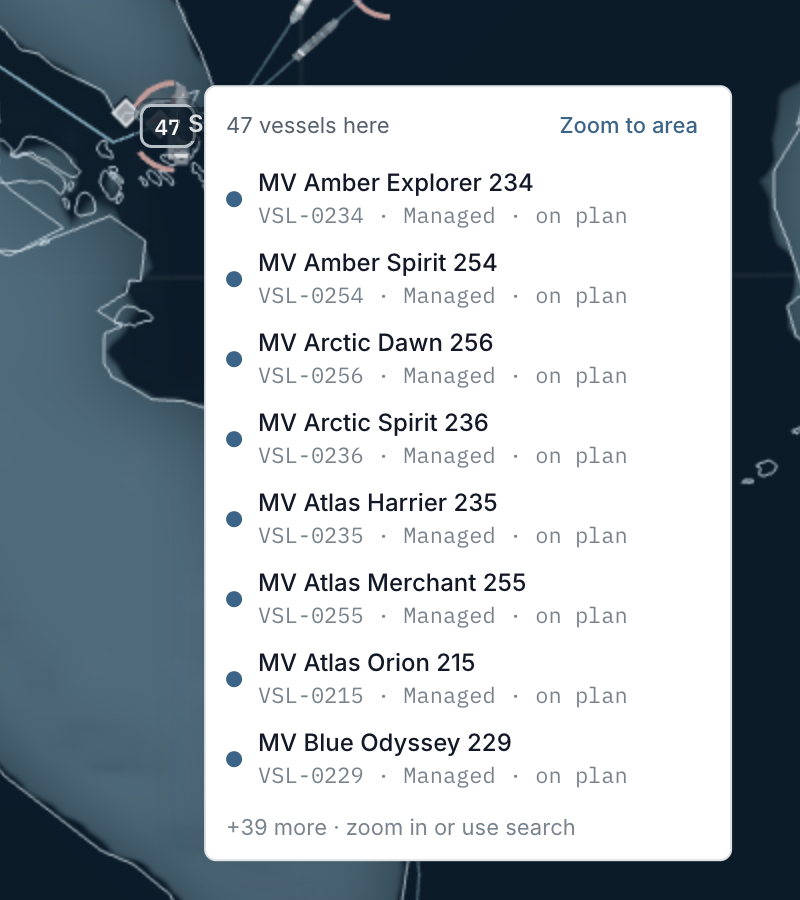 47
S
47 vessels here
Zoom to area
MV Amber Explorer 234
VSL-0234 · Managed · on plan
MV Amber Spirit 254
VSL-0254 · Managed · on plan
MV Arctic Dawn 256
VSL-0256 · Managed · on plan
MV Arctic Spirit 236
VSL-0236 · Managed · on plan
MV Atlas Harrier 235
VSL-0235 · Managed · on plan
MV Atlas Merchant 255
VSL-0255 · Managed · on plan
MV Atlas Orion 215
VSL-0215 · Managed · on plan
MV Blue Odyssey 229
VSL-0229 · Managed · on plan
+39 more · zoom in or use search